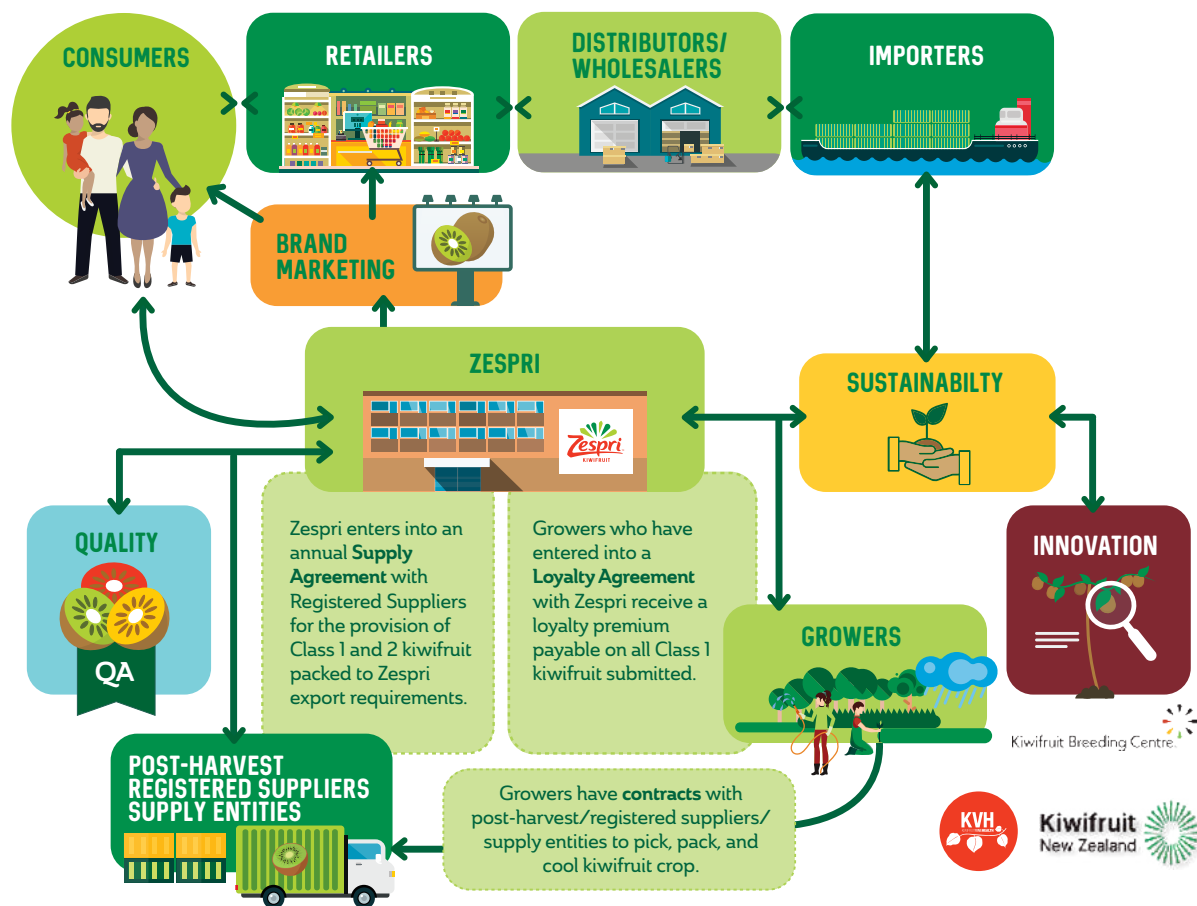 CONSUMERS
RETAILERS
DISTRIBUTORS/
WHOLESALERS
IMPORTERS
BRAND
MARKETING
ZESPRI
Zespri
KIWIFRUIT
SUSTAINABILTY
QUALITY
QA
Zespri enters into an
annual Supply
Agreement with
Registered Suppliers
for the provision of
Class 1 and 2 kiwifruit
packed to Zespri
export requirements.
Growers who have
entered into a
Loyalty Agreement
with Zespri receive a
loyalty premium
payable on all Class 1
kiwifruit submitted.
GROWERS
INNOVATION
Kiwifruit Breeding Centre
POST-HARVEST
REGISTERED SUPPLIERS
SUPPLY ENTITIES
Growers have contracts with
post-harvest/registered suppliers/
supply entities to pick, pack, and
cool kiwifruit crop.
KVH
Kiwifruit
New Zealand